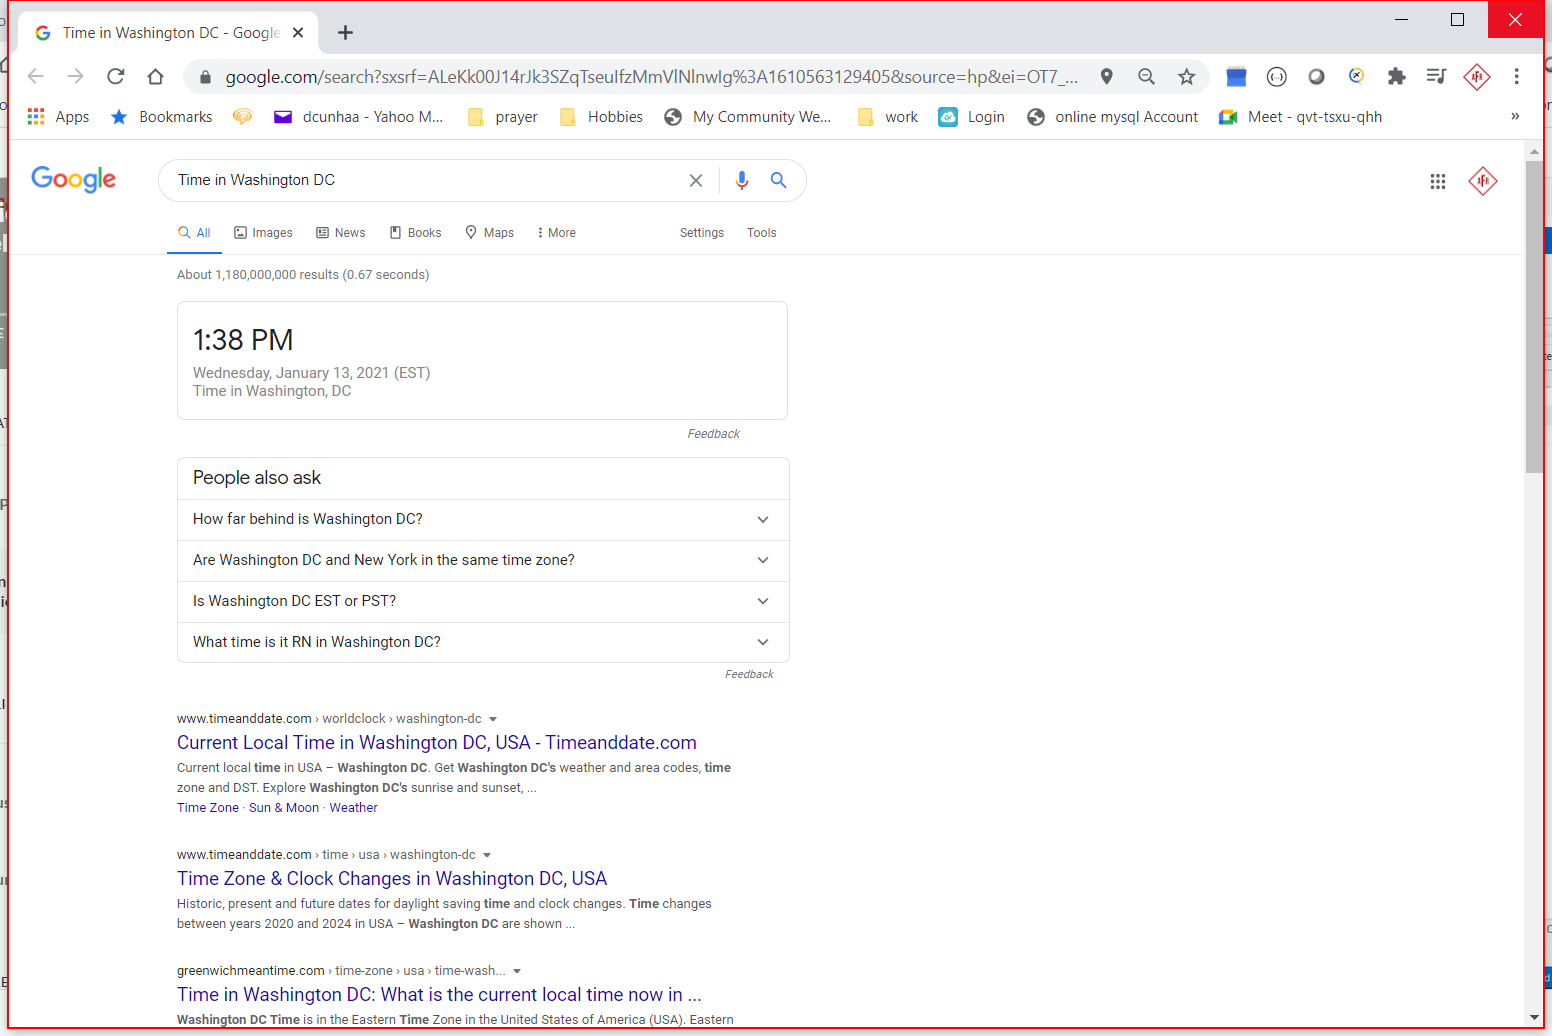 Time in Washington DC - Google
google.com/search?sxsrf=ALeKk00J14rJk3SZqTseuIfzMmVlNlnwIg%3A1610563129405&source=hp&ei=OT7_...
Apps
Bookmarks
dcunhaa - Yahoo M...
prayer
Hobbies
My Community We...
work
Login
online mysql Account
Meet - qvt-tsxu-qhh
»
Google
Time in Washington DC
All
Images
News
Books
Maps
More
Settings
Tools
About 1,180,000,000 results (0.67 seconds)
1:38 PM
Wednesday, January 13, 2021 (EST)
Time in Washington, DC
Feedback
People also ask
How far behind is Washington DC?
Are Washington DC and New York in the same time zone?
Is Washington DC EST or PST?
What time is it RN in Washington DC?
Feedback
www.timeanddate.com › worldclock › washington-dc
Current Local Time in Washington DC, USA - Timeanddate.com
Current local time in USA – Washington DC. Get Washington DC's weather and area codes, time
zone and DST. Explore Washington DC's sunrise and sunset, ...
Time Zone · Sun & Moon · Weather
www.timeanddate.com › time › usa › washington-dc
Time Zone & Clock Changes in Washington DC, USA
Historic, present and future dates for daylight saving time and clock changes. Time changes
between years 2020 and 2024 in USA – Washington DC are shown ...
greenwichmeantime.com › time-zone › usa › time-wash...
Time in Washington DC: What is the current local time now in ...
Washington DC Time is in the Eastern Time Zone in the United States of America (USA). Eastern